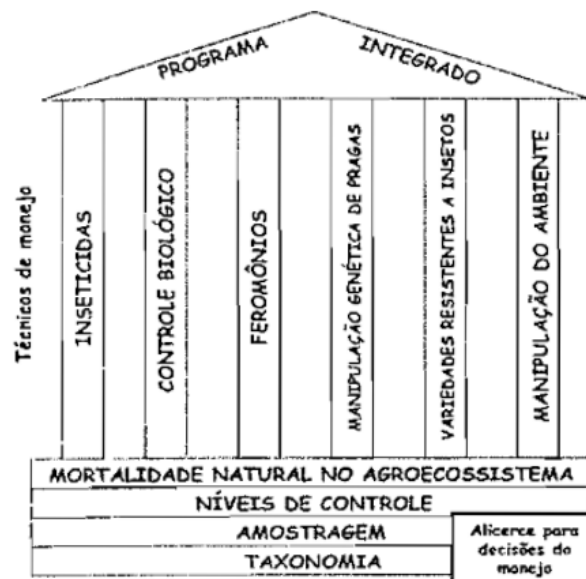 PROGRAMA INTEGRADO
Técnicas de manejo
INSETICIDAS
CONTROLE BIOLÓGICO
FEROMÔNIOS
MANIPULAÇÃO GENÉTICA DE PRAGAS
VARIEDADES RESISTENTES A INSETOS
MANIPULAÇÃO DO AMBIENTE
MORTALIDADE NATURAL NO AGROECOSSISTEMA
NÍVEIS DE CONTROLE
AMOSTRAGEM
TAXONOMIA
Alicerce para
decisões do
manejo